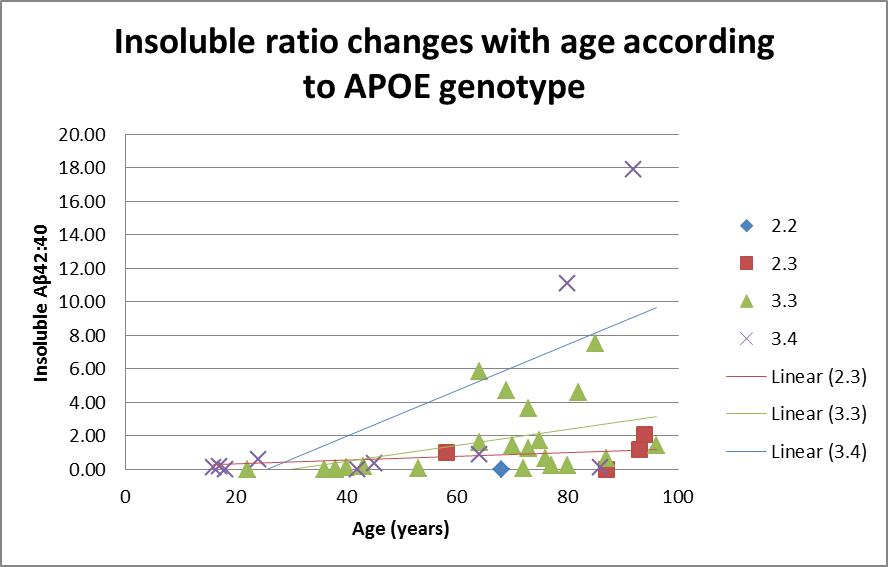 Insoluble ratio changes with age according
to APOE genotype
20.00
18.00
16.00
14.00
12.00
10.00
8.00
6.00
4.00
2.00
0.00
Insoluble Aβ42:40
0 20 40 60 80 100
Age (years)
2.2
2.3
3.3
3.4
Linear (2.3)
Linear (3.3)
Linear (3.4)